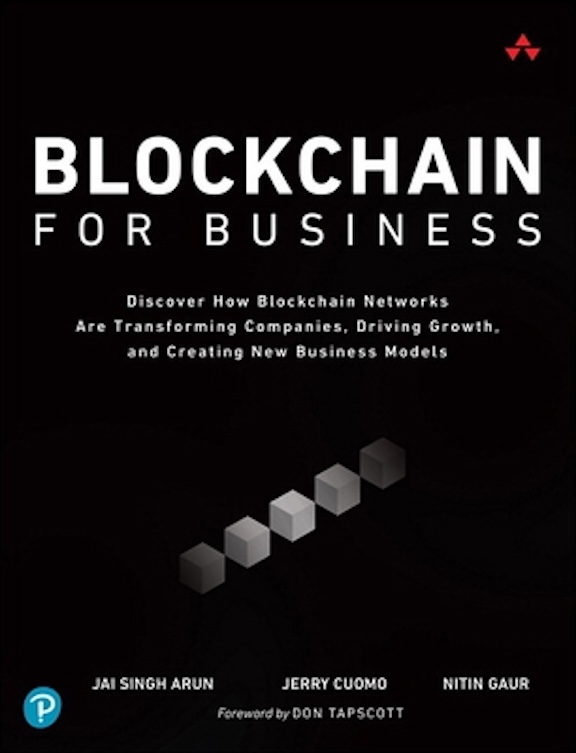 BLOCKCHAIN
FOR BUSINESS
Discover How Blockchain Networks
Are Transforming Companies, Driving Growth,
and Creating New Business Models
JAI SINGH ARUN JERRY CUOMO NITIN GAUR
Foreword by DON TAPSCOTT
P